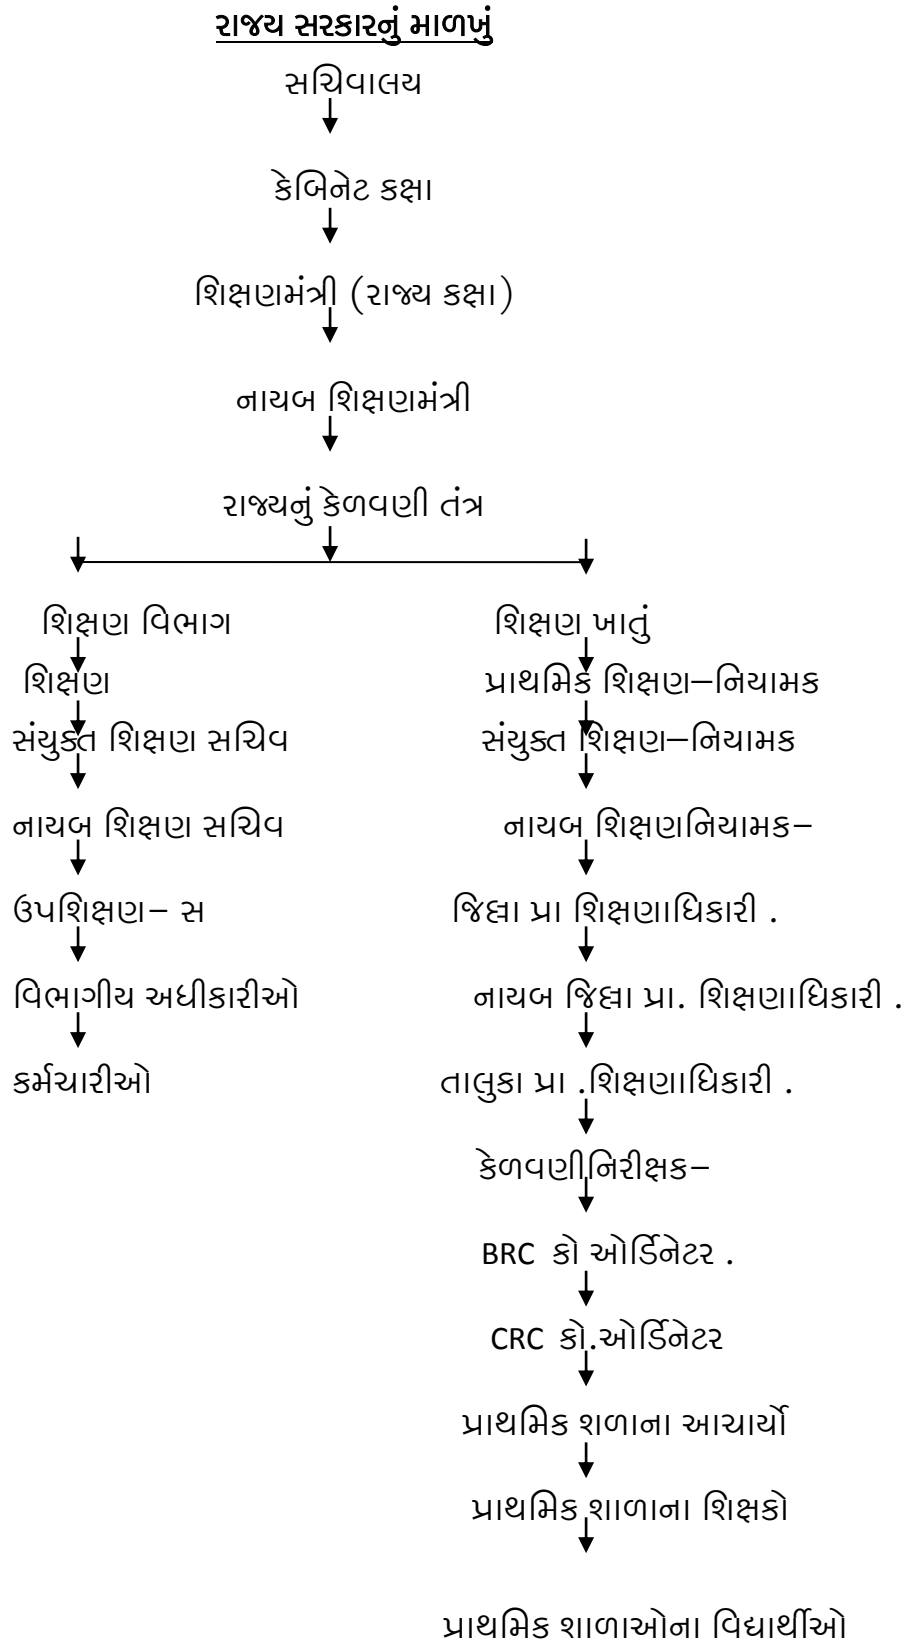 રાજય સરકારનું માળખું
સચિવાલય
કેબિનેટ કક્ષા
શિક્ષણમંત્રી (રાજ્ય કક્ષા)
નાયબ શિક્ષણમંત્રી
રાજ્યનું કેળવણી તંત્ર
શિક્ષણ વિભાગ
શિક્ષણ
સંયુક્ત શિક્ષણ સચિવ
નાયબ શિક્ષણ સચિવ
ઉપશિક્ષણ– સ
વિભાગીય અધીકારીઓ
કર્મચારીઓ
શિક્ષણ ખાતું
પ્રાથમિક શિક્ષણ–નિયામક
સંયુક્ત શિક્ષણ–નિયામક
નાયબ શિક્ષણનિયામક–
જિલ્લા પ્રા શિક્ષણાધિકારી .
નાયબ જિલ્લા પ્રા. શિક્ષણાધિકારી .
તાલુકા પ્રા .શિક્ષણાધિકારી .
કેળવણીનિરીક્ષક–
BRC કો ઓર્ડિનેટર .
CRC કો.ઓર્ડિનેટર
પ્રાથમિક શળાના આચાર્યો
પ્રાથમિક શાળાના શિક્ષકો
પ્રાથમિક શાળાઓના વિદ્યાર્થીઓ